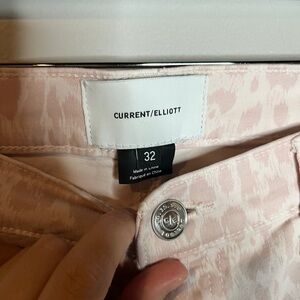 CURRENT/ELLIOTT
32
Made in China
Fabriqué en Chine